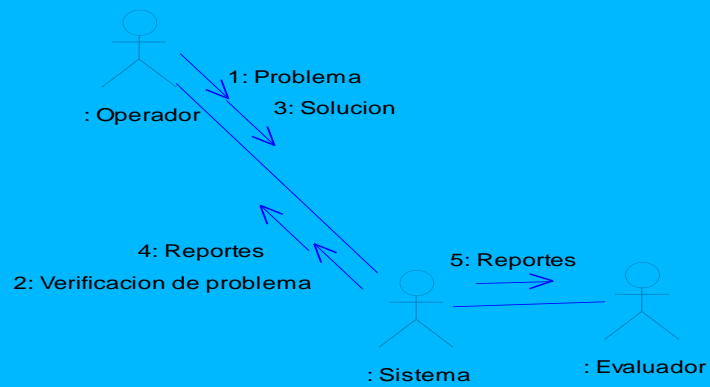 1: Problema
3: Solucion
: Operador
4: Reportes
5: Reportes
2: Verificacion de problema
: Sistema
: Evaluador